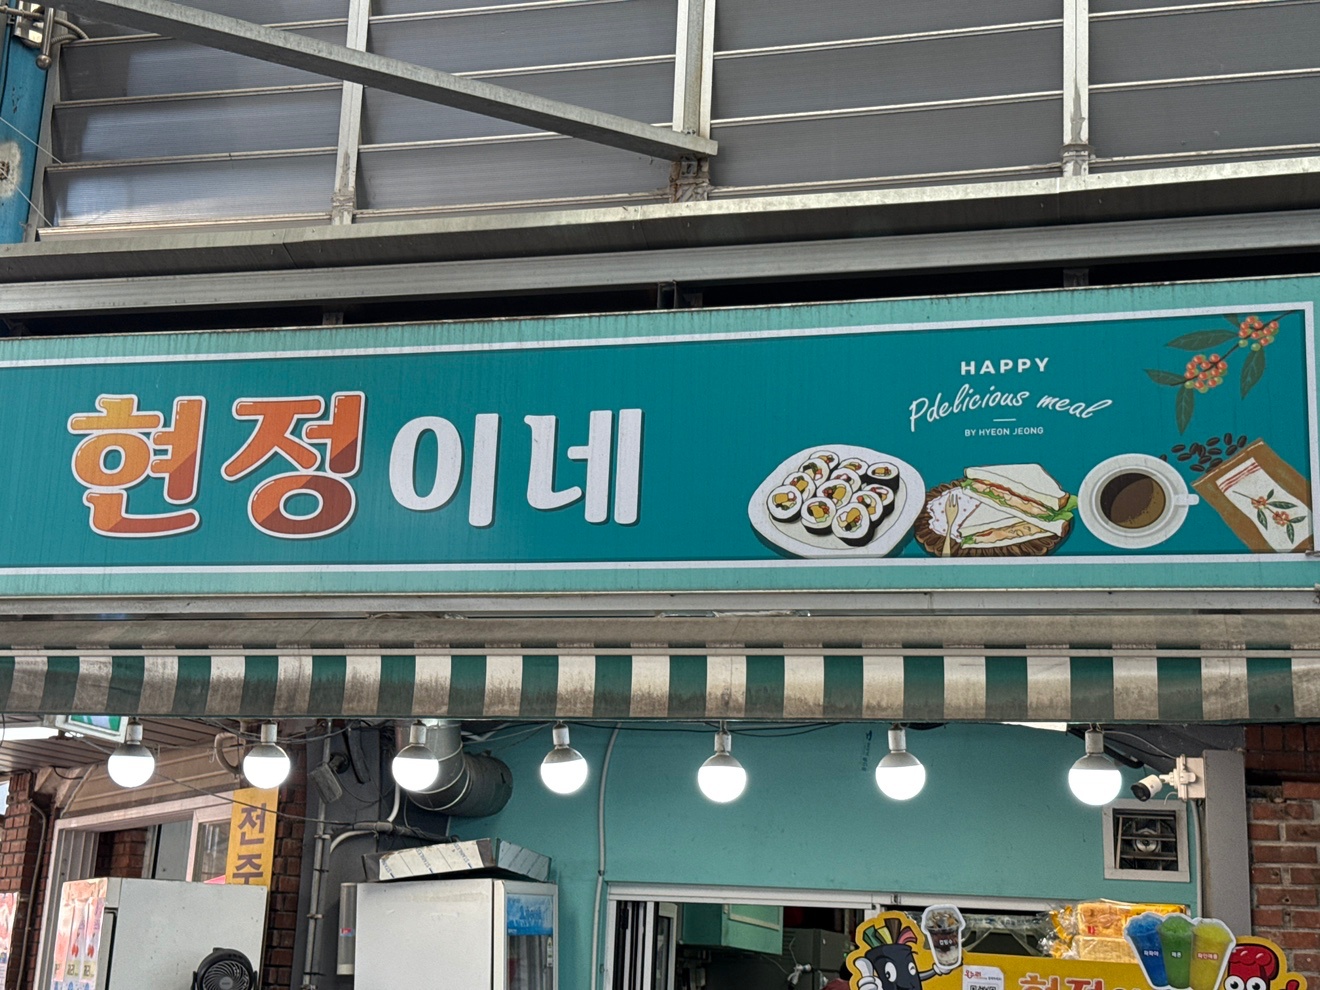 현정이네
HAPPY
Pdelicious meal
BY HYEON JEONG
전주